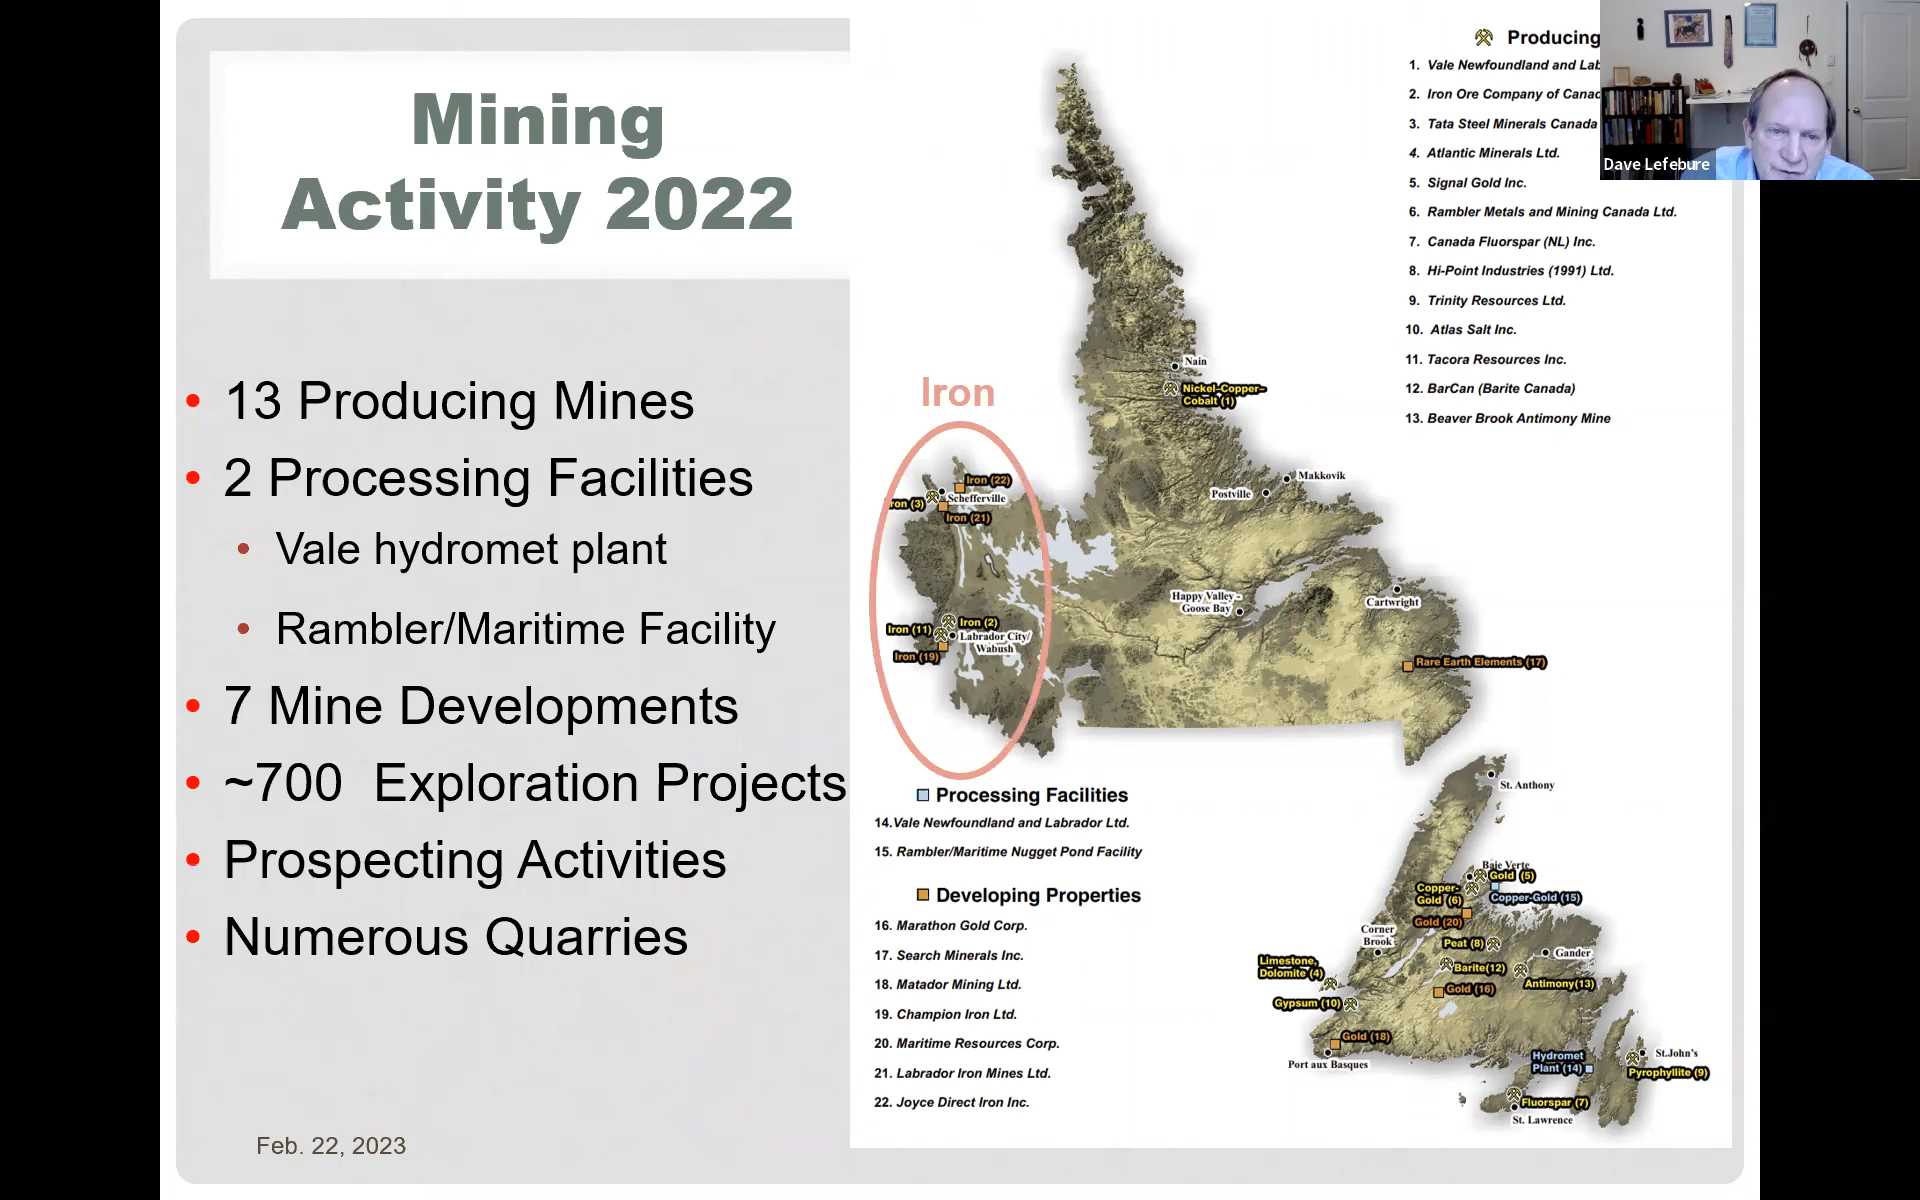 Mining
Activity 2022
• 13 Producing Mines
• 2 Processing Facilities
• Vale hydromet plant
• Rambler/Maritime Facility
• 7 Mine Developments
• ~700 Exploration Projects
• Prospecting Activities
• Numerous Quarries
Feb. 22, 2023
Producing
1. Vale Newfoundland and Lab
2. Iron Ore Company of Canad
3. Tata Steel Minerals Canada
4. Atlantic Minerals Ltd.
5. Signal Gold Inc.
6. Rambler Metals and Mining Canada Ltd.
7. Canada Fluorspar (NL) Inc.
8. Hi-Point Industries (1991) Ltd.
9. Trinity Resources Ltd.
10. Atlas Salt Inc.
11. Tacora Resources Inc.
12. BarCan (Barite Canada)
13. Beaver Brook Antimony Mine
Dave Lefebure
Nain
Nickel-Copper-
Cobalt (1)
Iron
Iron (22)
Schefferville
ron (3)
Iron (21)
Makkovik
Postville
Happy Valley -
Goose Bay
Cartwright
Iron (2)
Iron (11)
Labrador City/
Wabush
Iron (19)
Rare Earth Elements (17)
Processing Facilities
14.Vale Newfoundland and Labrador Ltd.
15. Rambler/Maritime Nugget Pond Facility
Developing Properties
16. Marathon Gold Corp.
17. Search Minerals Inc.
18. Matador Mining Ltd.
19. Champion Iron Ltd.
20. Maritime Resources Corp.
21. Labrador Iron Mines Ltd.
22. Joyce Direct Iron Inc.
St. Anthony
Baie Verte
Gold (5)
Copper-
Gold (6)
Copper-Gold (15)
Gold (20)
Corner
Brook
Peat (8)
Gander
Limestone,
Dolomite (4)
Barite(12)
Antimony(13)
Gold (16)
Gypsum (10)
Gold (18)
Port aux Basques
Hydromet
Plant (14)
St.John's
Pyrophyllite (9)
Fluorspar (7)
St. Lawrence